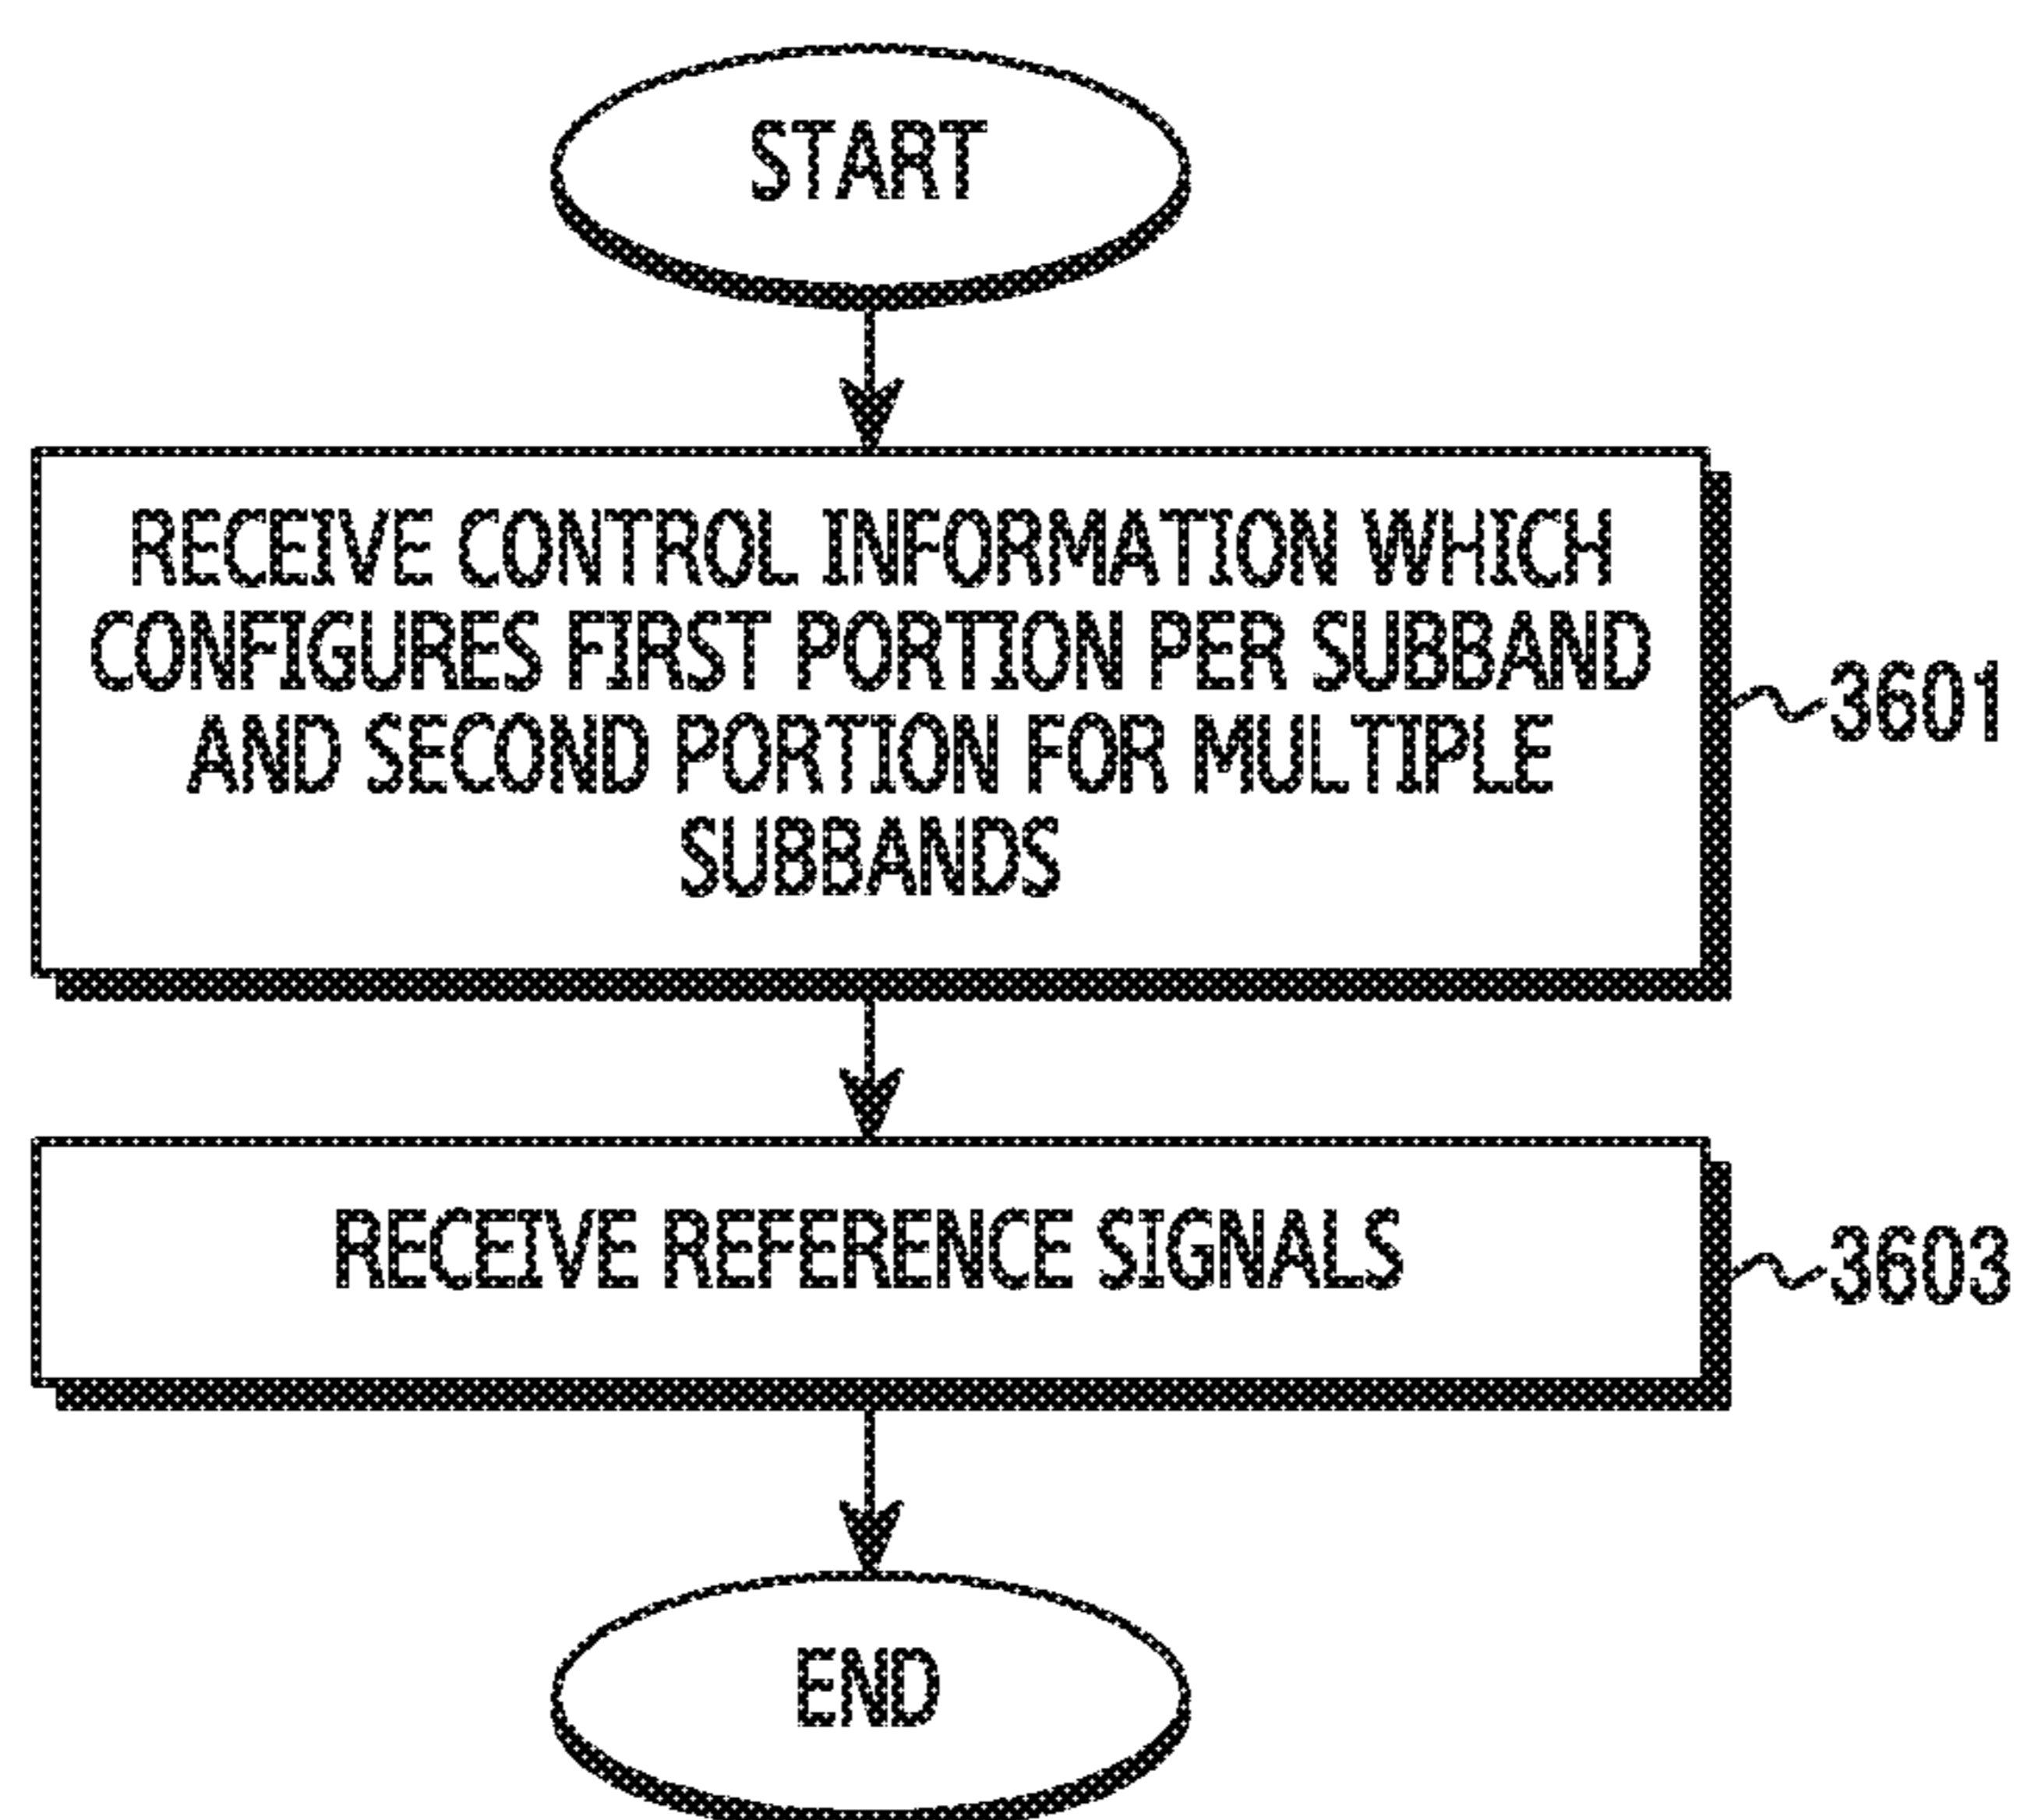 START
RECEIVE CONTROL INFORMATION WHICH
CONFIGURES FIRST PORTION PER SUBBAND
AND SECOND PORTION FOR MULTIPLE
SUBBANDS
3601
RECEIVE REFERENCE SIGNALS
3603
END